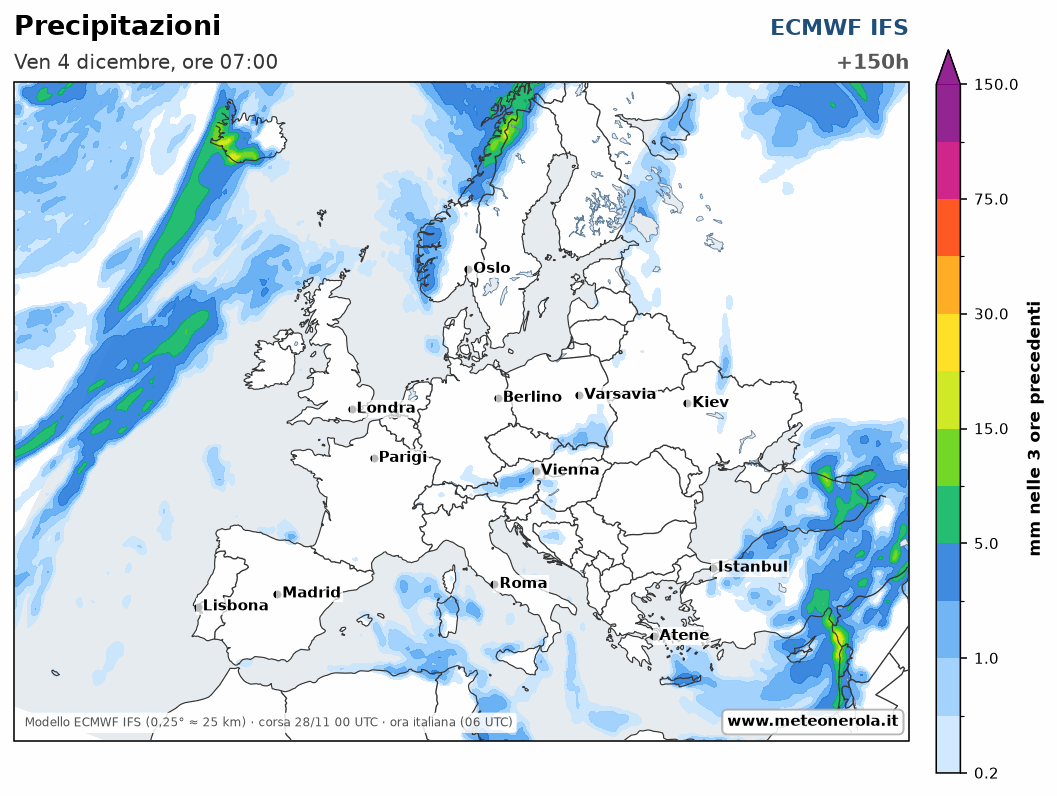 Precipitazioni
ECMWF IFS
Ven 4 dicembre, ore 07:00
+150h
150.0
75.0
30.0
15.0
5.0
1.0
0.2
mm nelle 3 ore precedenti
Oslo
Berlino
Varsavia
Kiev
Londra
Parigi
Vienna
Istanbul
Roma
Madrid
Lisbona
Atene
Modello ECMWF IFS (0,25° ≈ 25 km) · corsa 28/11 00 UTC · ora italiana (06 UTC)
www.meteonerola.it